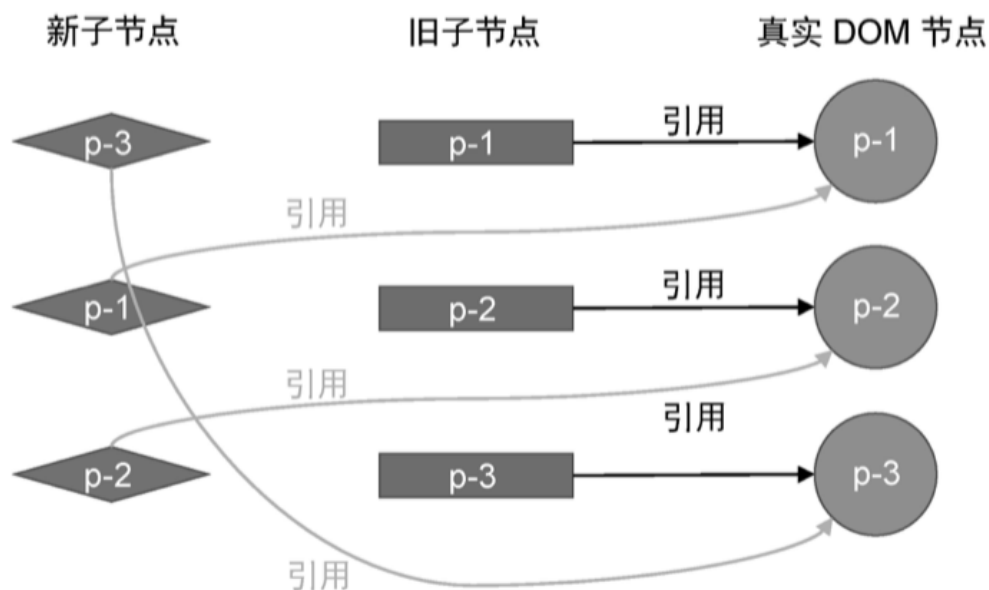 新子节点 旧子节点 真实 DOM 节点
p-3 p-1 引用 p-1
引用
p-1 p-2 引用 p-2
引用
引用
p-2 p-3 p-3
引用